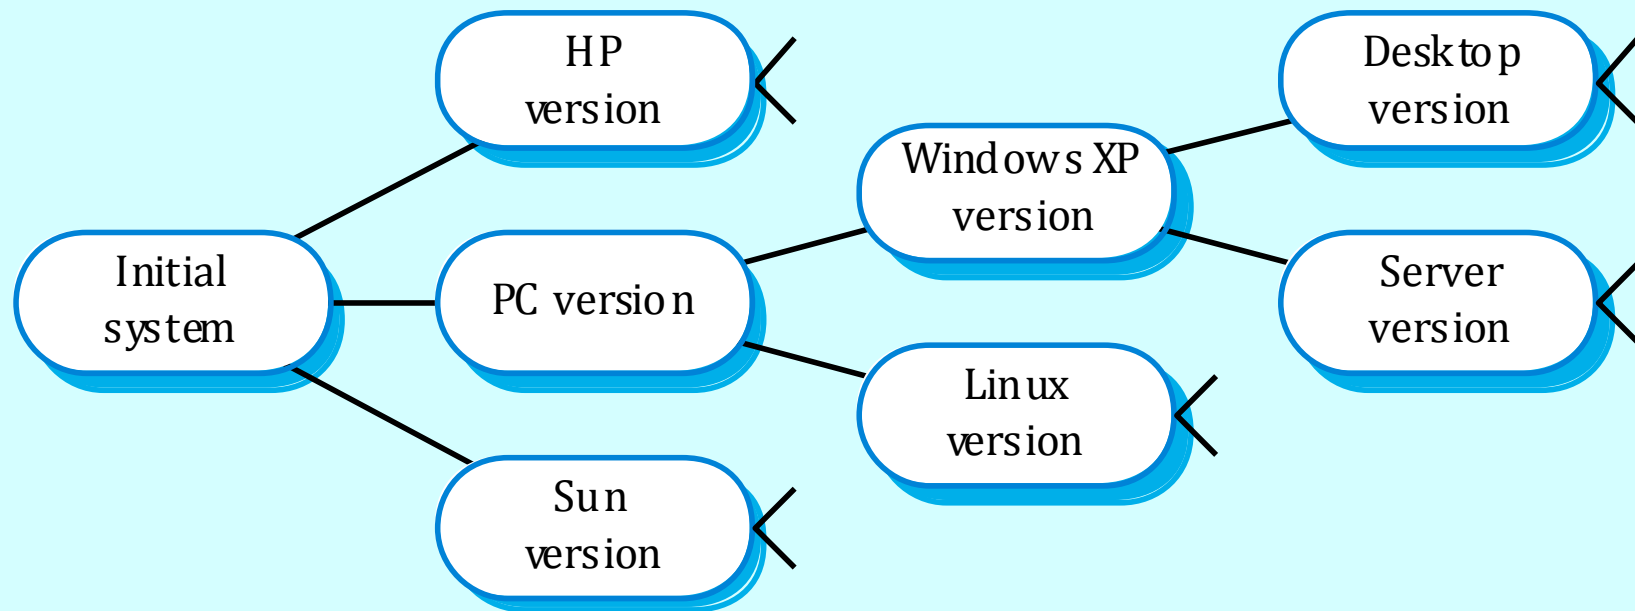 HP
version
Desktop
version
Windows XP
version
Initial
system
PC version
Server
version
Linux
version
Sun
version